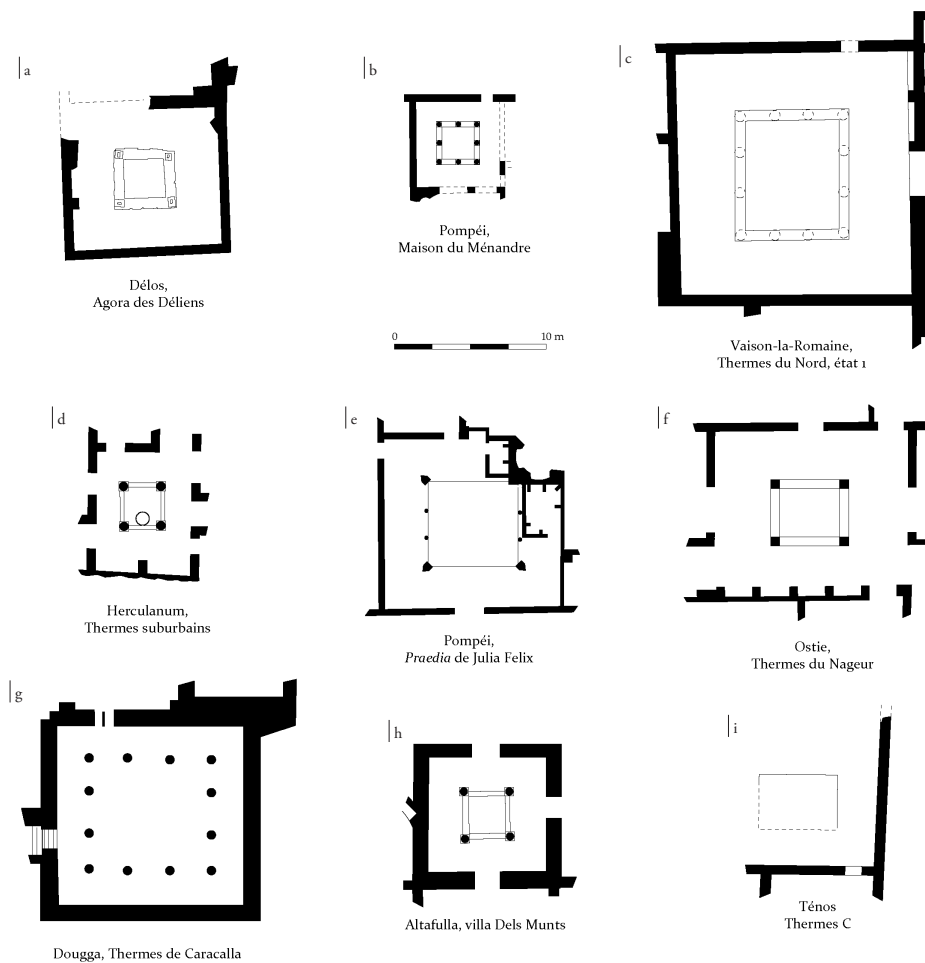 a
Délos,
Agora des Déliens
b
Pompéi,
Maison du Ménandre
c
Vaison-la-Romaine,
Thermes du Nord, état 1
0 10 m
d
Herculanum,
Thermes suburbains
e
Pompéi,
Praedia de Julia Felix
f
Ostie,
Thermes du Nageur
g
Dougga, Thermes de Caracalla
h
Altafulla, villa Dels Munts
i
Ténos
Thermes C